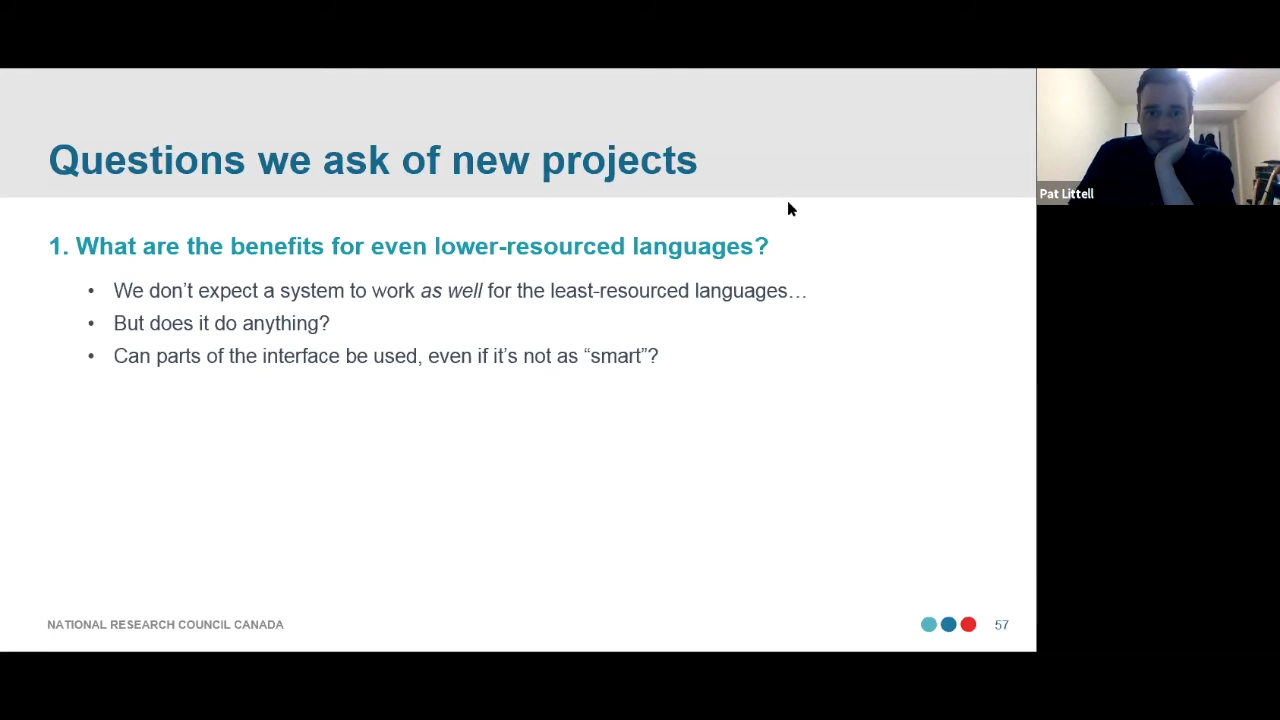 Questions we ask of new projects
Pat Littell
1. What are the benefits for even lower-resourced languages?
• We don’t expect a system to work as well for the least-resourced languages…
• But does it do anything?
• Can parts of the interface be used, even if it’s not as “smart”?
NATIONAL RESEARCH COUNCIL CANADA
57